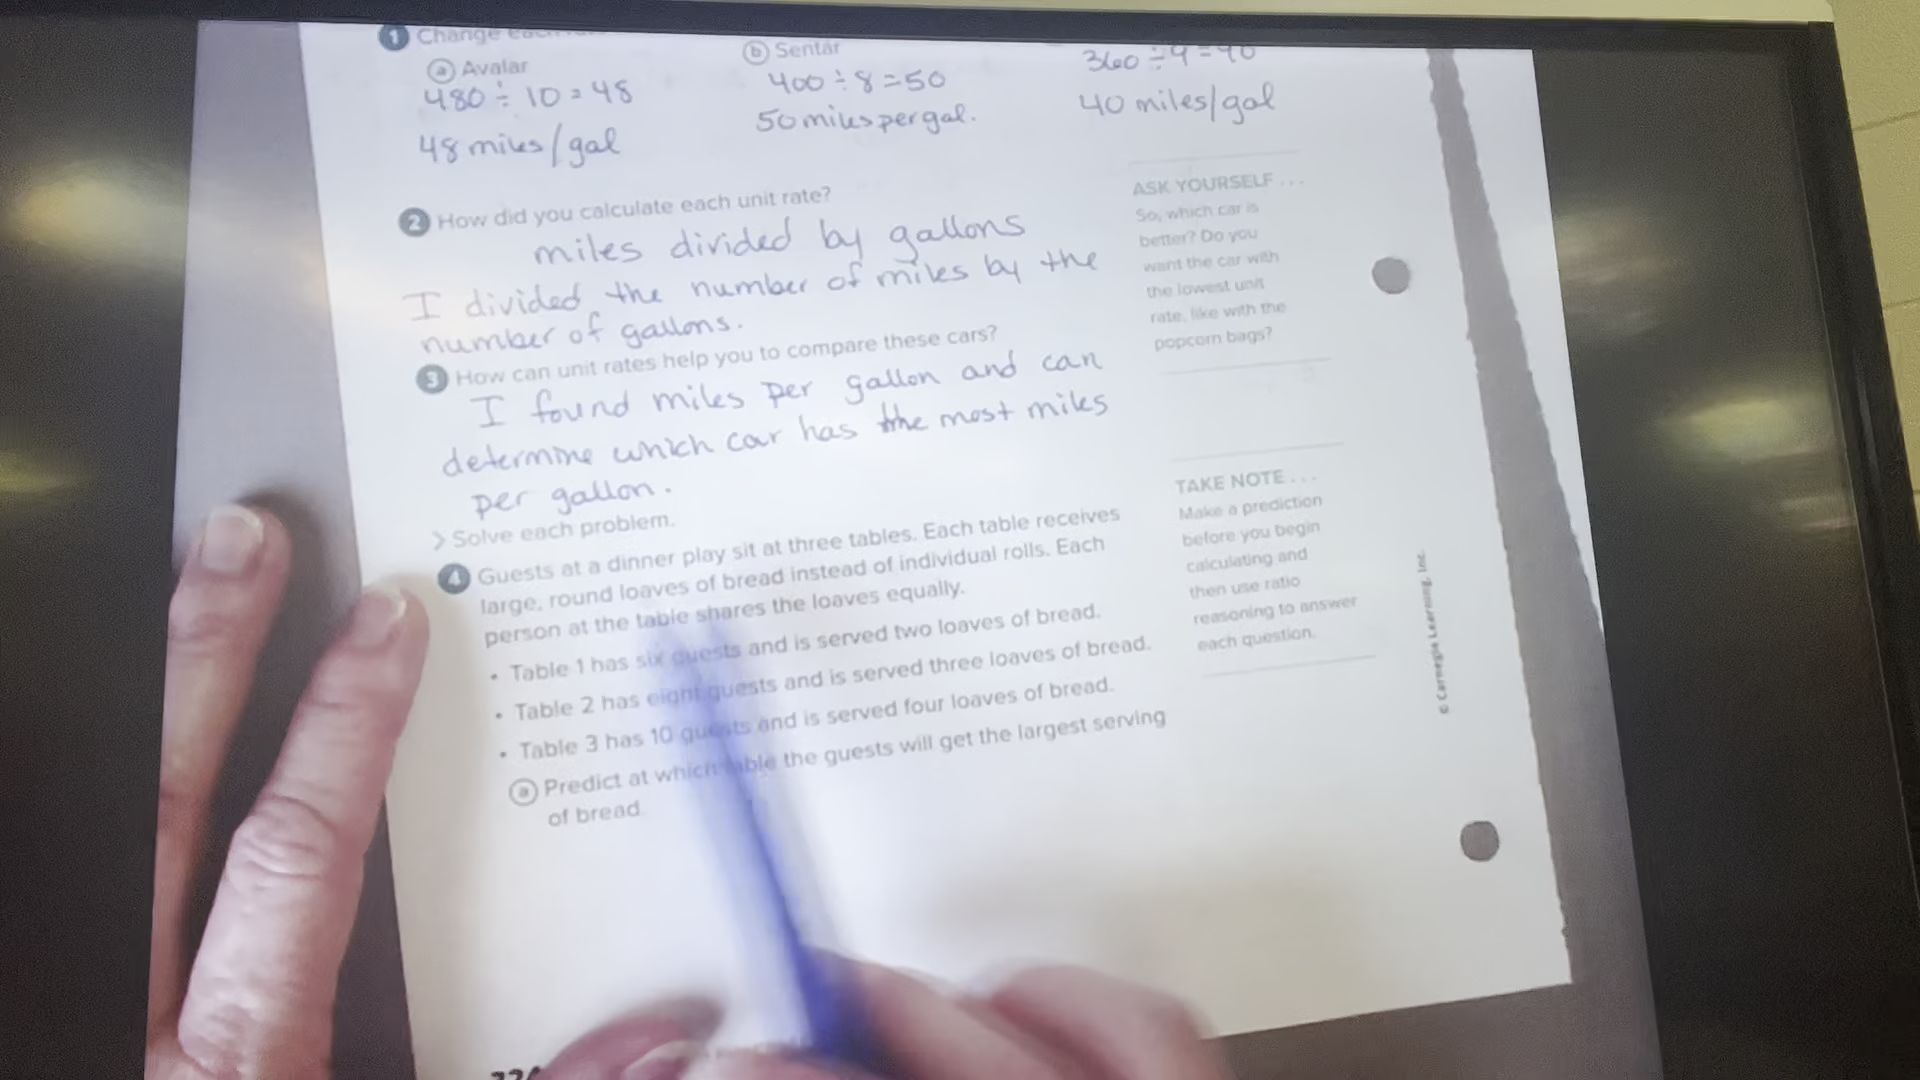 1 Change
a Avalar
480 ÷ 10 = 48
48 miles/gal
b Sentar
400 ÷ 8 = 50
50 miles per gal.
360 ÷ 9 = 40
40 miles/gal
2 How did you calculate each unit rate?
miles divided by gallons
I divided the number of miles by the
number of gallons.
3 How can unit rates help you to compare these cars?
I found miles per gallon and can
determine which car has the most miles
per gallon.
> Solve each problem.
4 Guests at a dinner play sit at three tables. Each table receives
large, round loaves of bread instead of individual rolls. Each
person at the table shares the loaves equally.
• Table 1 has six guests and is served two loaves of bread.
• Table 2 has eight guests and is served three loaves of bread.
• Table 3 has 10 guests and is served four loaves of bread.
a Predict at which table the guests will get the largest serving
of bread.
ASK YOURSELF . . .
So, which car is
better? Do you
want the car with
the lowest unit
rate, like with the
popcorn bags?
TAKE NOTE . . .
Make a prediction
before you begin
calculating and
then use ratio
reasoning to answer
each question.
© Carnegie Learning, Inc.